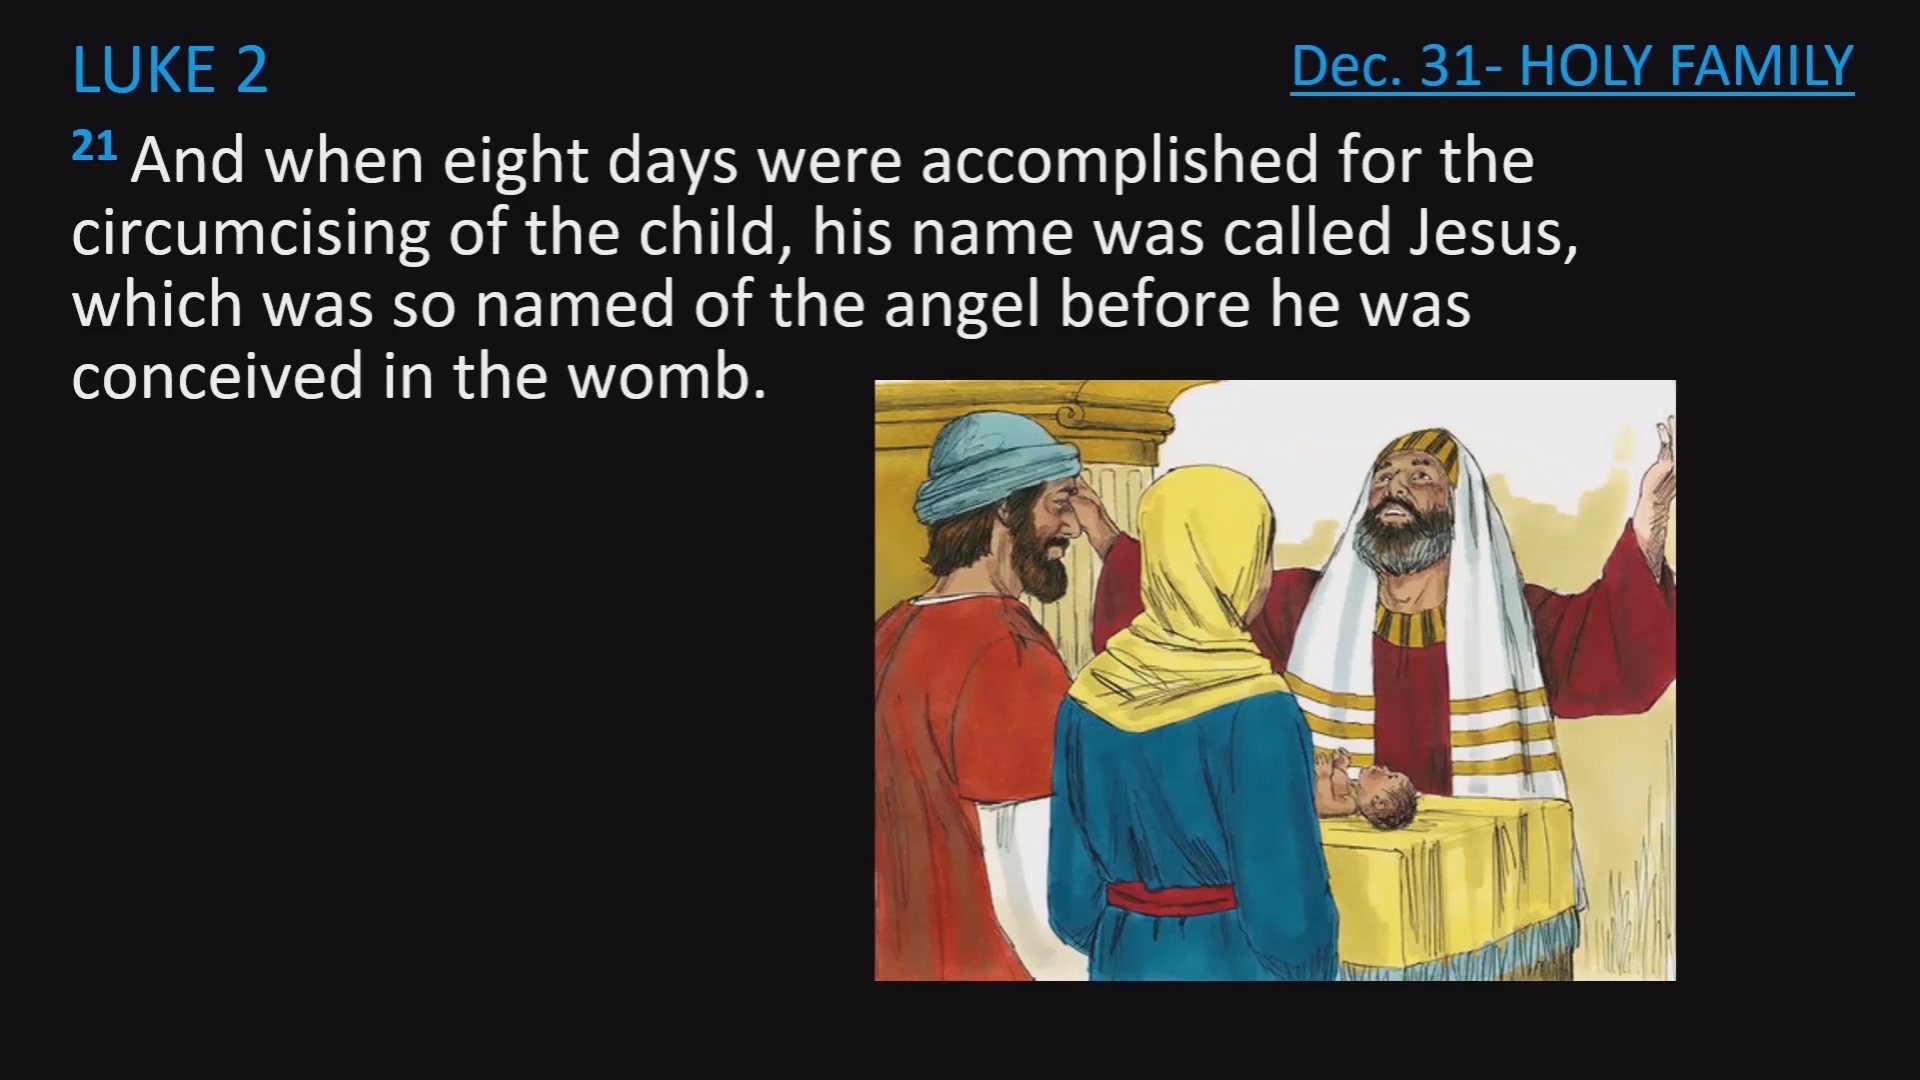 LUKE 2
Dec. 31- HOLY FAMILY
21 And when eight days were accomplished for the
circumcising of the child, his name was called Jesus,
which was so named of the angel before he was
conceived in the womb.